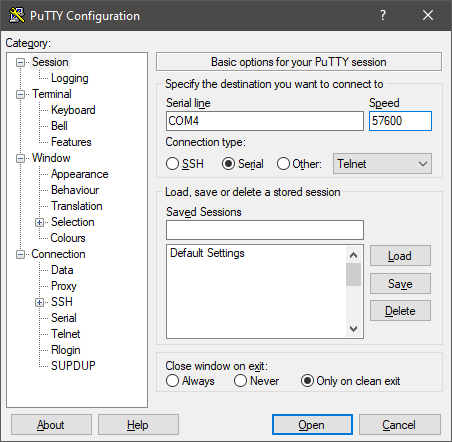 PuTTY Configuration
?
Category:
Session
Logging
Terminal
Keyboard
Bell
Features
Window
Appearance
Behaviour
Translation
Selection
Colours
Connection
Data
Proxy
SSH
Serial
Telnet
Rlogin
SUPDUP
Basic options for your PuTTY session
Specify the destination you want to connect to
Serial line Speed
COM4 57600
Connection type:
SSH Serial Other: Telnet
Load, save or delete a stored session
Saved Sessions
Default Settings
Load
Save
Delete
Close window on exit:
Always Never Only on clean exit
About Help Open Cancel